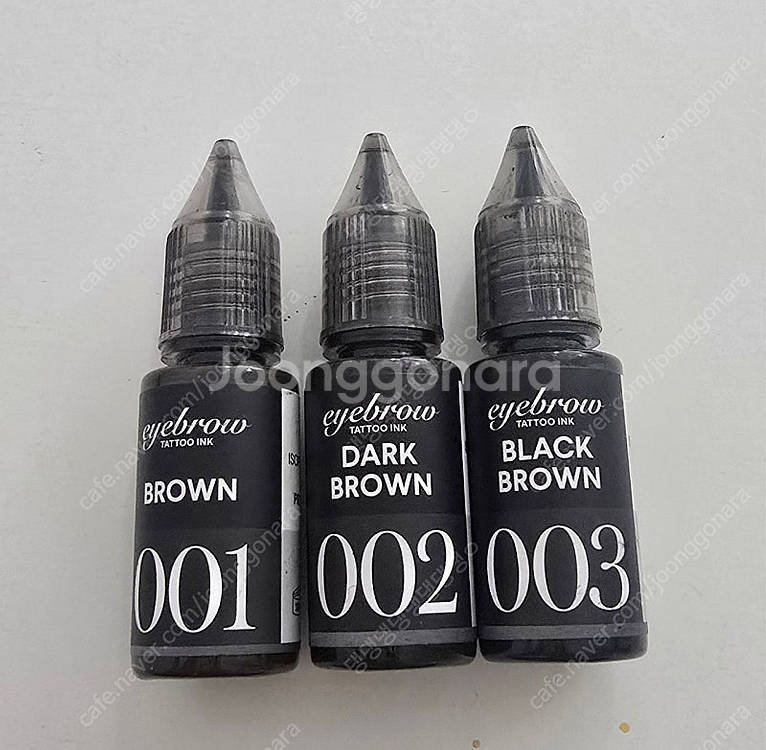 Joonggonara
eyebrow
TATTOO INK
BROWN
001
eyebrow
TATTOO INK
DARK
BROWN
002
eyebrow
TATTOO INK
BLACK
BROWN
003
cafe.naver.com/joonggonara